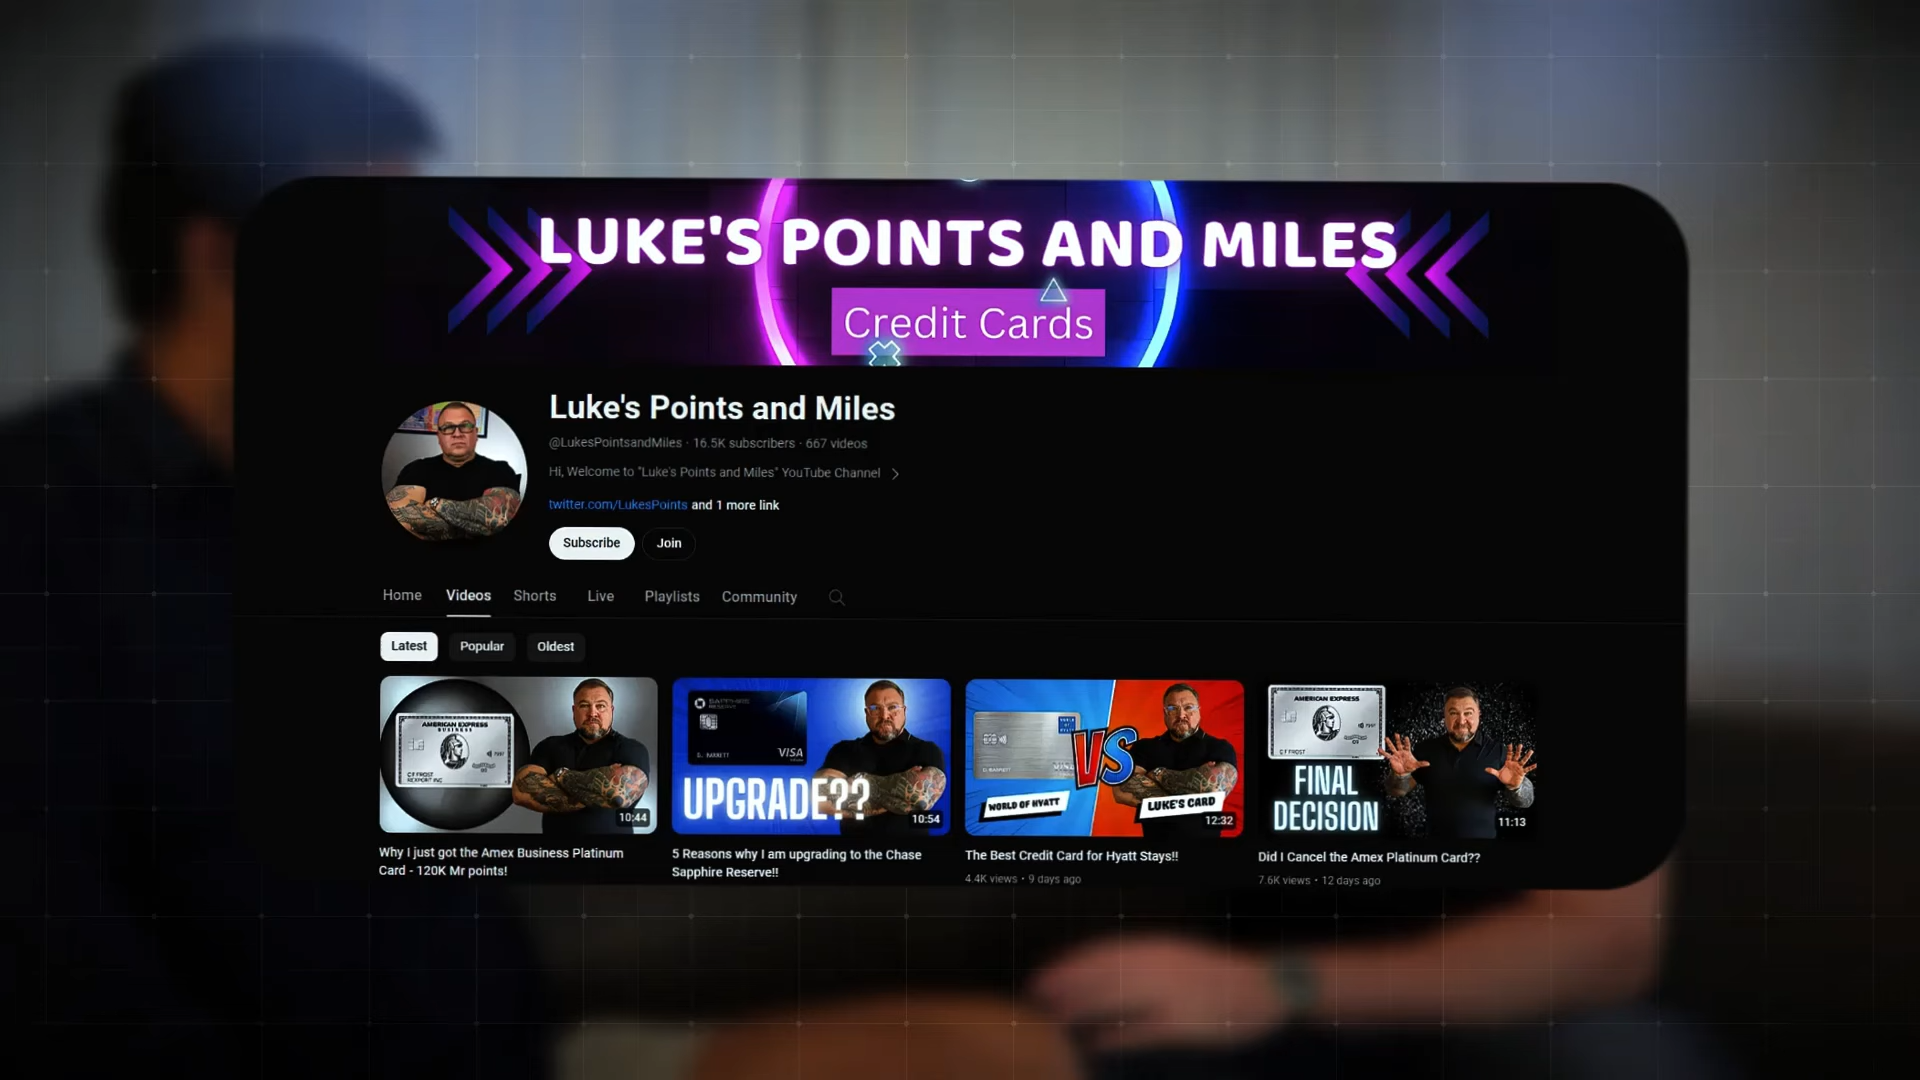 LUKE'S POINTS AND MILES
Credit Cards
Luke's Points and Miles
@LukesPointsandMiles · 16.5K subscribers · 667 videos
Hi, Welcome to "Luke's Points and Miles" YouTube Channel
twitter.com/LukesPoints and 1 more link
Subscribe
Join
Home
Videos
Shorts
Live
Playlists
Community
Latest
Popular
Oldest
AMERICAN EXPRESS
BUSINESS
C F FROST
10:44
SAPPHIRE
RESERVE
VISA
UPGRADE??
10:54
WORLD OF HYATT
VS
LUKE'S CARD
12:32
AMERICAN EXPRESS
C F FROST
FINAL
DECISION
11:13
Why I just got the Amex Business Platinum
Card - 120K Mr points!
5 Reasons why I am upgrading to the Chase
Sapphire Reserve!!
The Best Credit Card for Hyatt Stays!!
4.4K views • 9 days ago
Did I Cancel the Amex Platinum Card??
7.6K views • 12 days ago